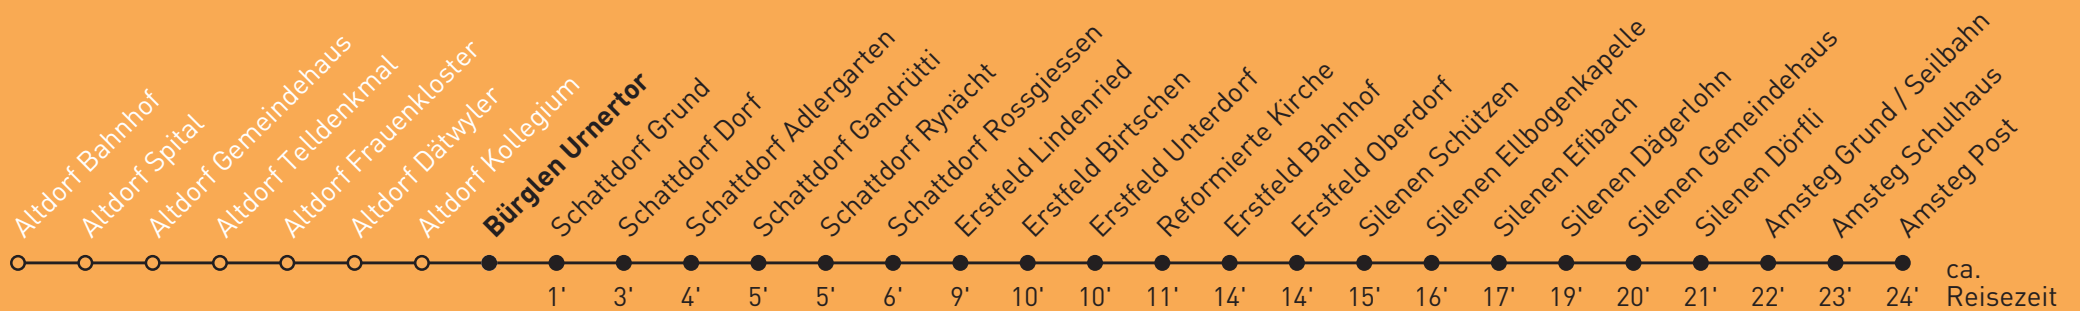 Altdorf Bahnhof
Altdorf Spital
Altdorf Gemeindehaus
Altdorf Telldenkmal
Altdorf Frauenkloster
Altdorf Dätwyler
Altdorf Kollegium
Bürglen Urnertor
Schattdorf Grund
Schattdorf Dorf
Schattdorf Adlergarten
Schattdorf Gandrütti
Schattdorf Rynächt
Schattdorf Rossgiessen
Erstfeld Lindenried
Erstfeld Birtschen
Erstfeld Unterdorf
Reformierte Kirche
Erstfeld Bahnhof
Erstfeld Oberdorf
Silenen Schützen
Silenen Ellbogenkapelle
Silenen Efibach
Silenen Dägerlohn
Silenen Gemeindehaus
Silenen Dörfli
Amsteg Grund / Seilbahn
Amsteg Schulhaus
Amsteg Post
1' 3' 4' 5' 5' 6' 9' 10' 10' 11' 14' 14' 15' 16' 17' 19' 20' 21' 22' 23' 24'
ca.
Reisezeit